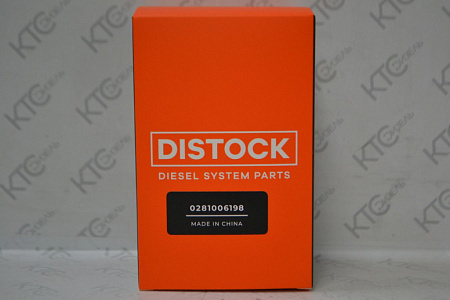 DISTOCK
DIESEL SYSTEM PARTS
0281006198
MADE IN CHINA